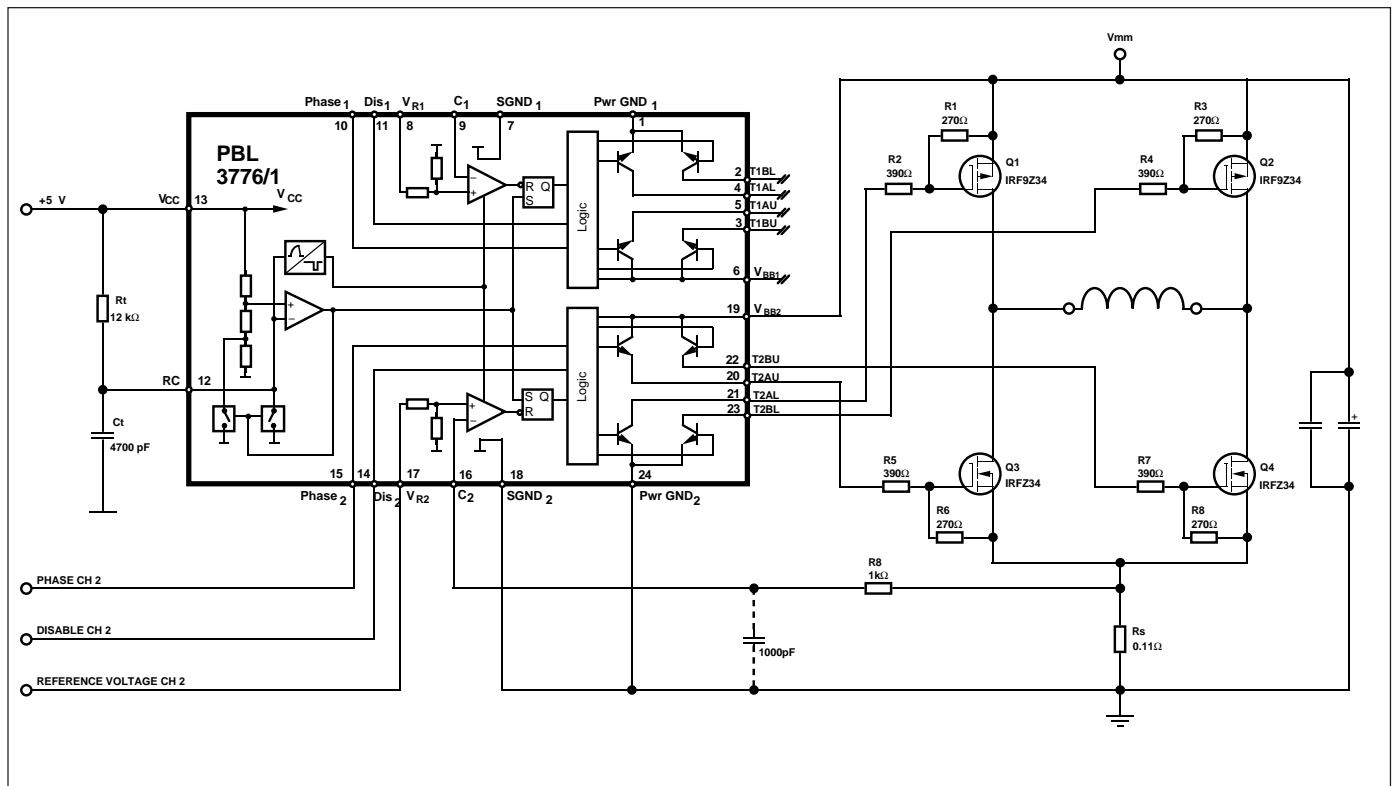 Vmm
Phase 1
Dis 1
V R1
C 1
SGND 1
Pwr GND 1
10
11
8
9
7
1
PBL
3776/1
R1
270Ω
R3
270Ω
R2
390Ω
Q1
IRF9Z34
R4
390Ω
Q2
IRF9Z34
2 T1BL
4 T1AL
5 T1AU
3 T1BU
6 V BB1
− +
R Q
S
Logic
+5 V
VCC 13
V CC
Rt
12 kΩ
+ −
19 V BB2
22 T2BU
20 T2AU
21 T2AL
23 T2BL
RC 12
Logic
S Q
R
+ −
Ct
4700 pF
+
R5
390Ω
Q3
IRFZ34
R7
390Ω
Q4
IRFZ34
R6
270Ω
R8
270Ω
15
14
17
16
18
24
Phase 2
Dis 2
V R2
C 2
SGND 2
Pwr GND 2
R8
1kΩ
PHASE CH 2
DISABLE CH 2
1000pF
Rs
0.11Ω
REFERENCE VOLTAGE CH 2